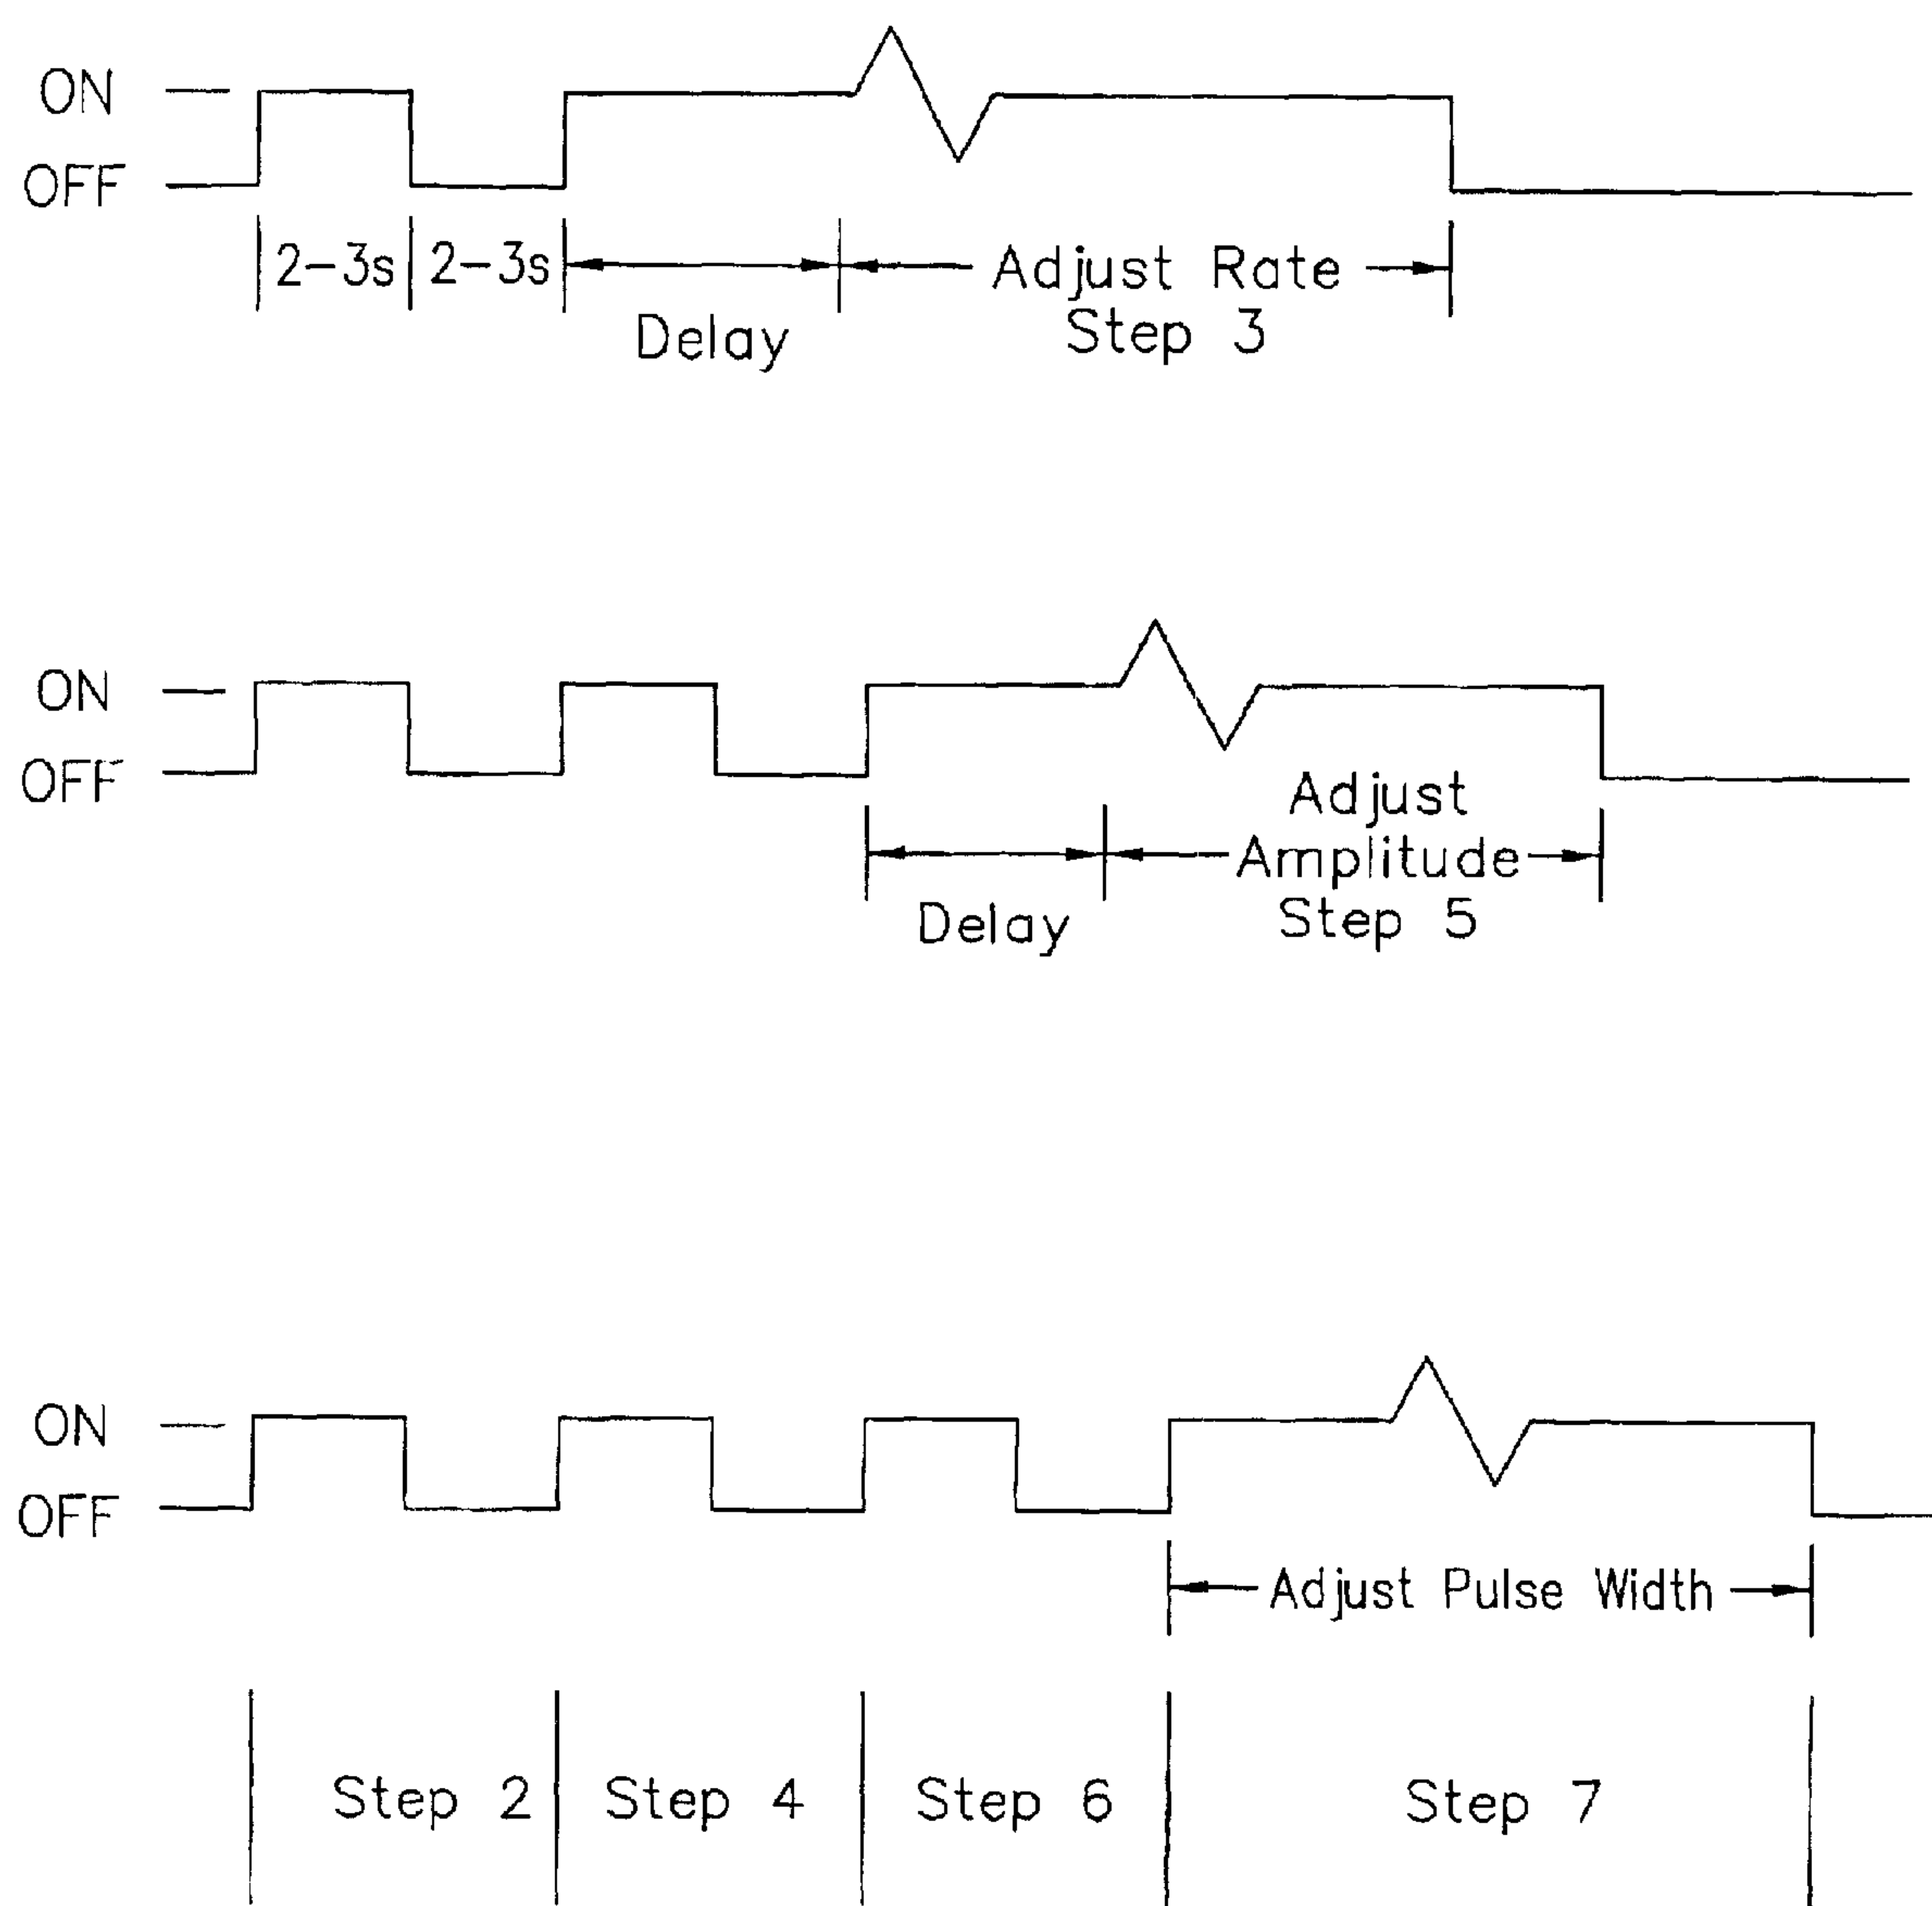 ON
OFF
2-3s 2-3s
Adjust Rate
Delay
Step 3
ON
OFF
Adjust
Amplitude
Delay
Step 5
ON
OFF
Adjust Pulse Width
Step 2 Step 4 Step 6 Step 7